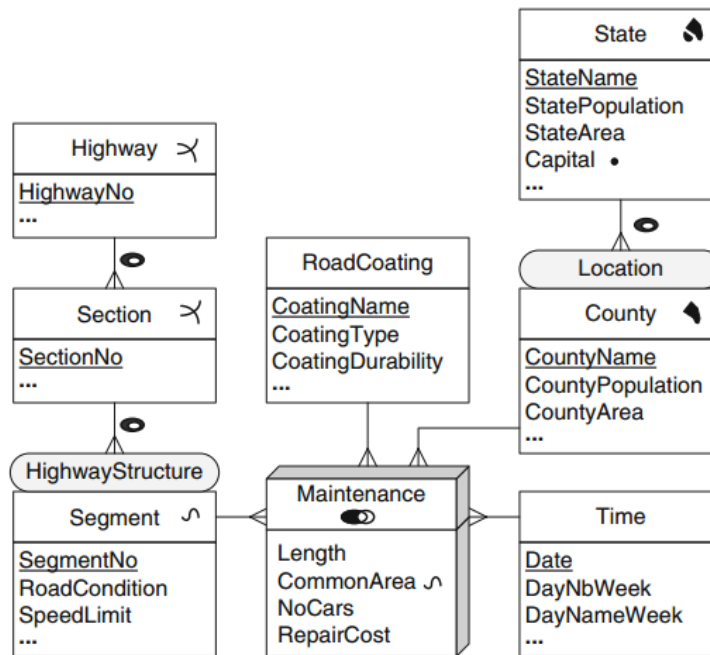 State
StateName
StatePopulation
StateArea
Capital
...
Highway
HighwayNo
...
RoadCoating
CoatingName
CoatingType
CoatingDurability
...
Location
County
CountyName
CountyPopulation
CountyArea
...
Section
SectionNo
...
HighwayStructure
Segment
SegmentNo
RoadCondition
SpeedLimit
...
Maintenance
Length
CommonArea
NoCars
RepairCost
Time
Date
DayNbWeek
DayNameWeek
...